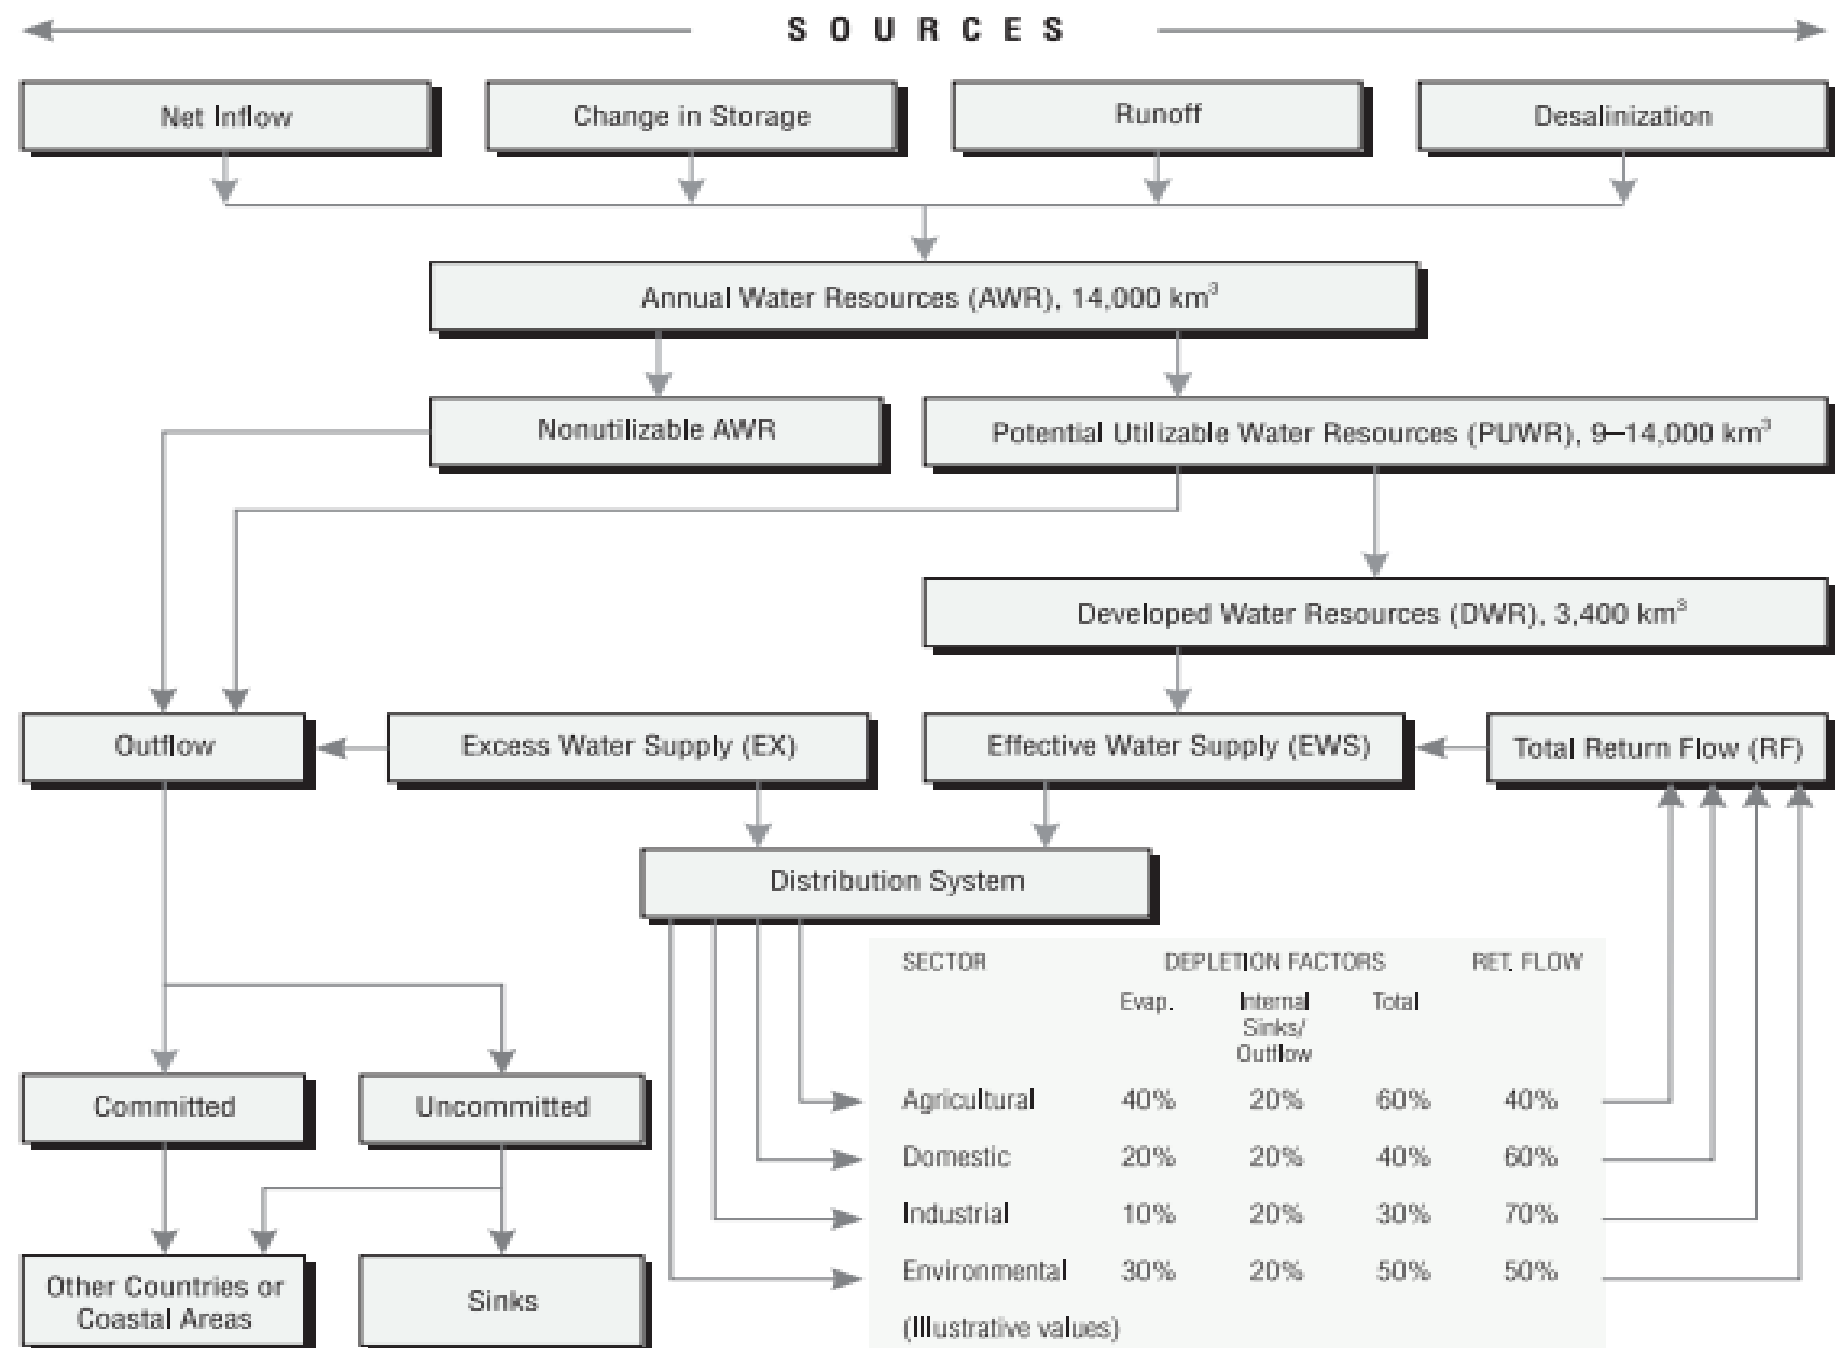 SOURCES
Net Inflow
Change in Storage
Runoff
Desalinization
Annual Water Resources (AWR), 14,000 km³
Nonutilizable AWR
Potential Utilizable Water Resources (PUWR), 9–14,000 km³
Developed Water Resources (DWR), 3,400 km³
Outflow
Excess Water Supply (EX)
Effective Water Supply (EWS)
Total Return Flow (RF)
Distribution System
SECTOR DEPLETION FACTORS RET. FLOW
Evap. Internal Total
Sinks/
Outflow
Agricultural 40% 20% 60% 40%
Domestic 20% 20% 40% 60%
Industrial 10% 20% 30% 70%
Environmental 30% 20% 50% 50%
(Illustrative values)
Committed
Uncommitted
Other Countries or
Coastal Areas
Sinks